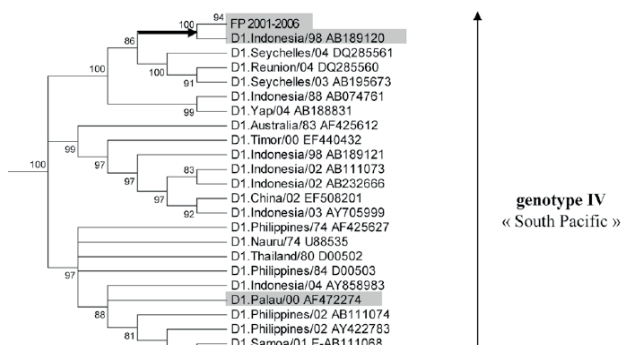 94
FP 2001-2006
100
D1.Indonesia/98 AB189120
86
D1.Seychelles/04 DQ285561
100
D1.Reunion/04 DQ285560
91
D1.Seychelles/03 AB195673
100
D1.Indonesia/88 AB074761
99
D1.Yap/04 AB188831
D1.Australia/83 AF425612
99
D1.Timor/00 EF440432
97
D1.Indonesia/98 AB189121
100
83
D1.Indonesia/02 AB111073
97
D1.Indonesia/02 AB232666
97
D1.China/02 EF508201
92
D1.Indonesia/03 AY705999
genotype IV
« South Pacific »
D1.Philippines/74 AF425627
D1.Nauru/74 U88535
D1.Thailand/80 D00502
97
D1.Philippines/84 D00503
D1.Indonesia/04 AY858983
D1.Palau/00 AF472274
88
D1.Philippines/02 AB111074
81
D1.Philippines/02 AY422783
D1.Samoa/01 E-AB111068